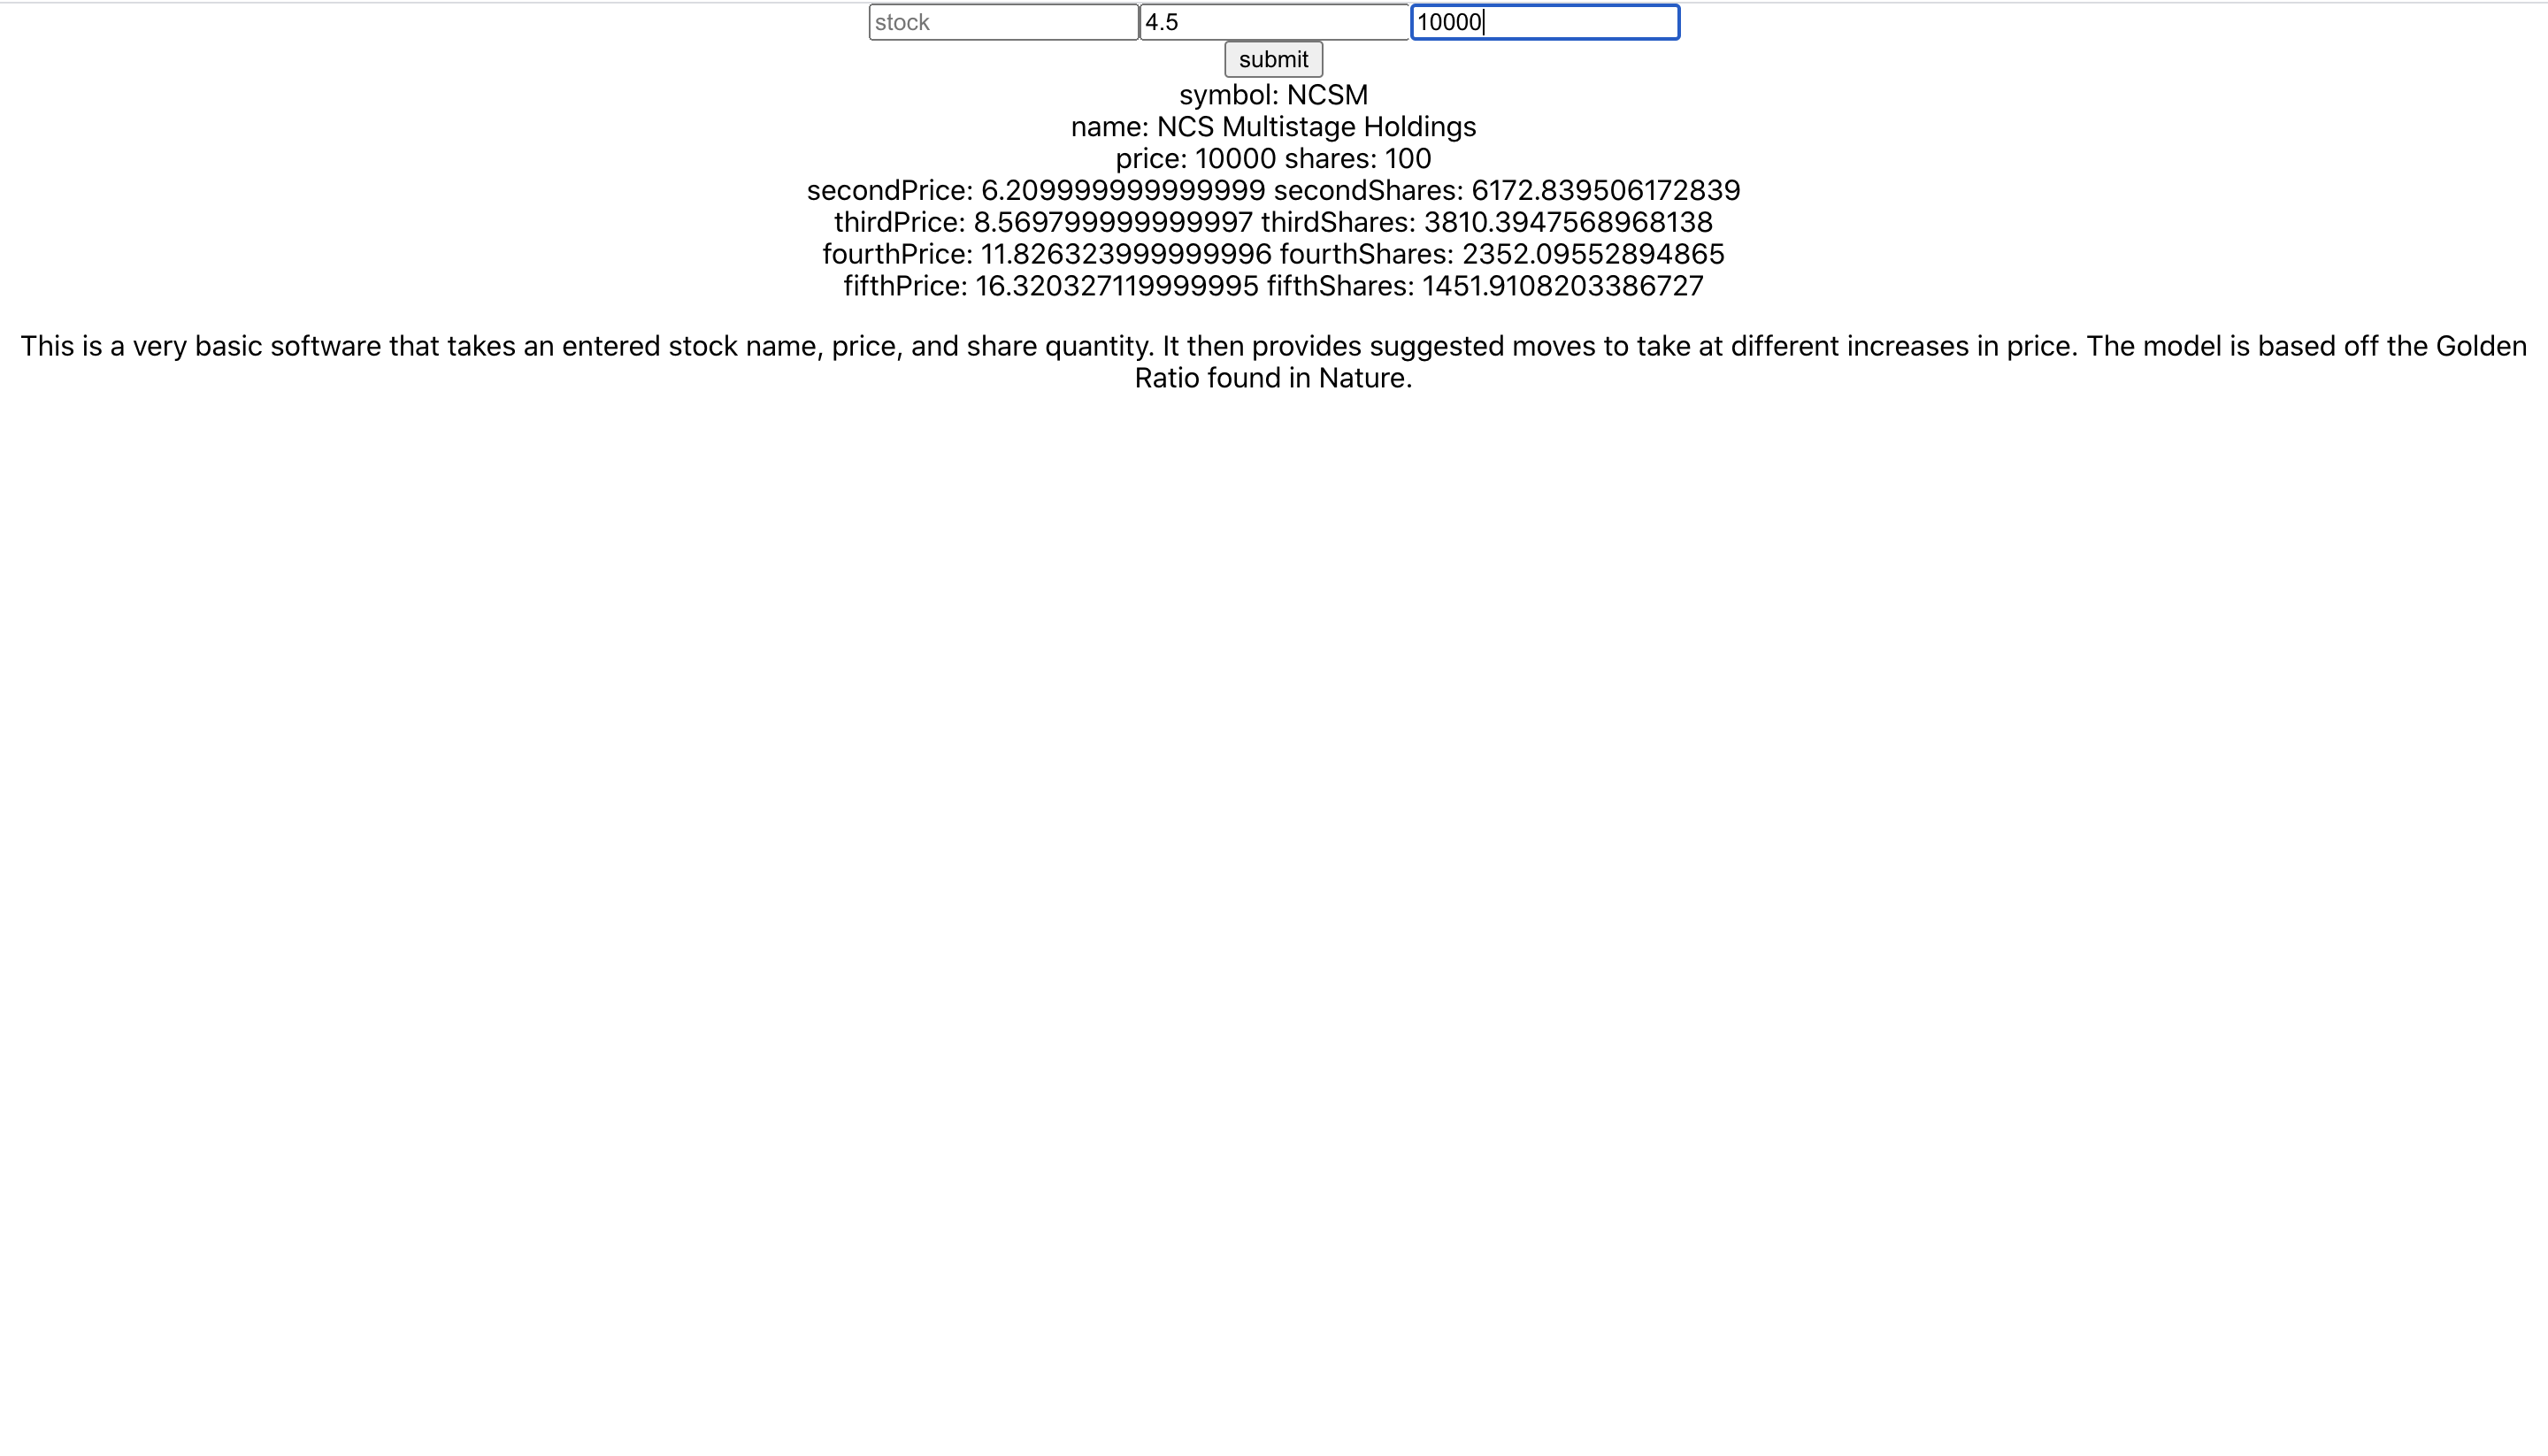 stock 4.5 10000
submit
symbol: NCSM
name: NCS Multistage Holdings
price: 10000 shares: 100
secondPrice: 6.209999999999999 secondShares: 6172.839506172839
thirdPrice: 8.569799999999997 thirdShares: 3810.3947568968138
fourthPrice: 11.826323999999996 fourthShares: 2352.09552894865
fifthPrice: 16.320327119999995 fifthShares: 1451.9108203386727
This is a very basic software that takes an entered stock name, price, and share quantity. It then provides suggested moves to take at different increases in price. The model is based off the Golden
Ratio found in Nature.